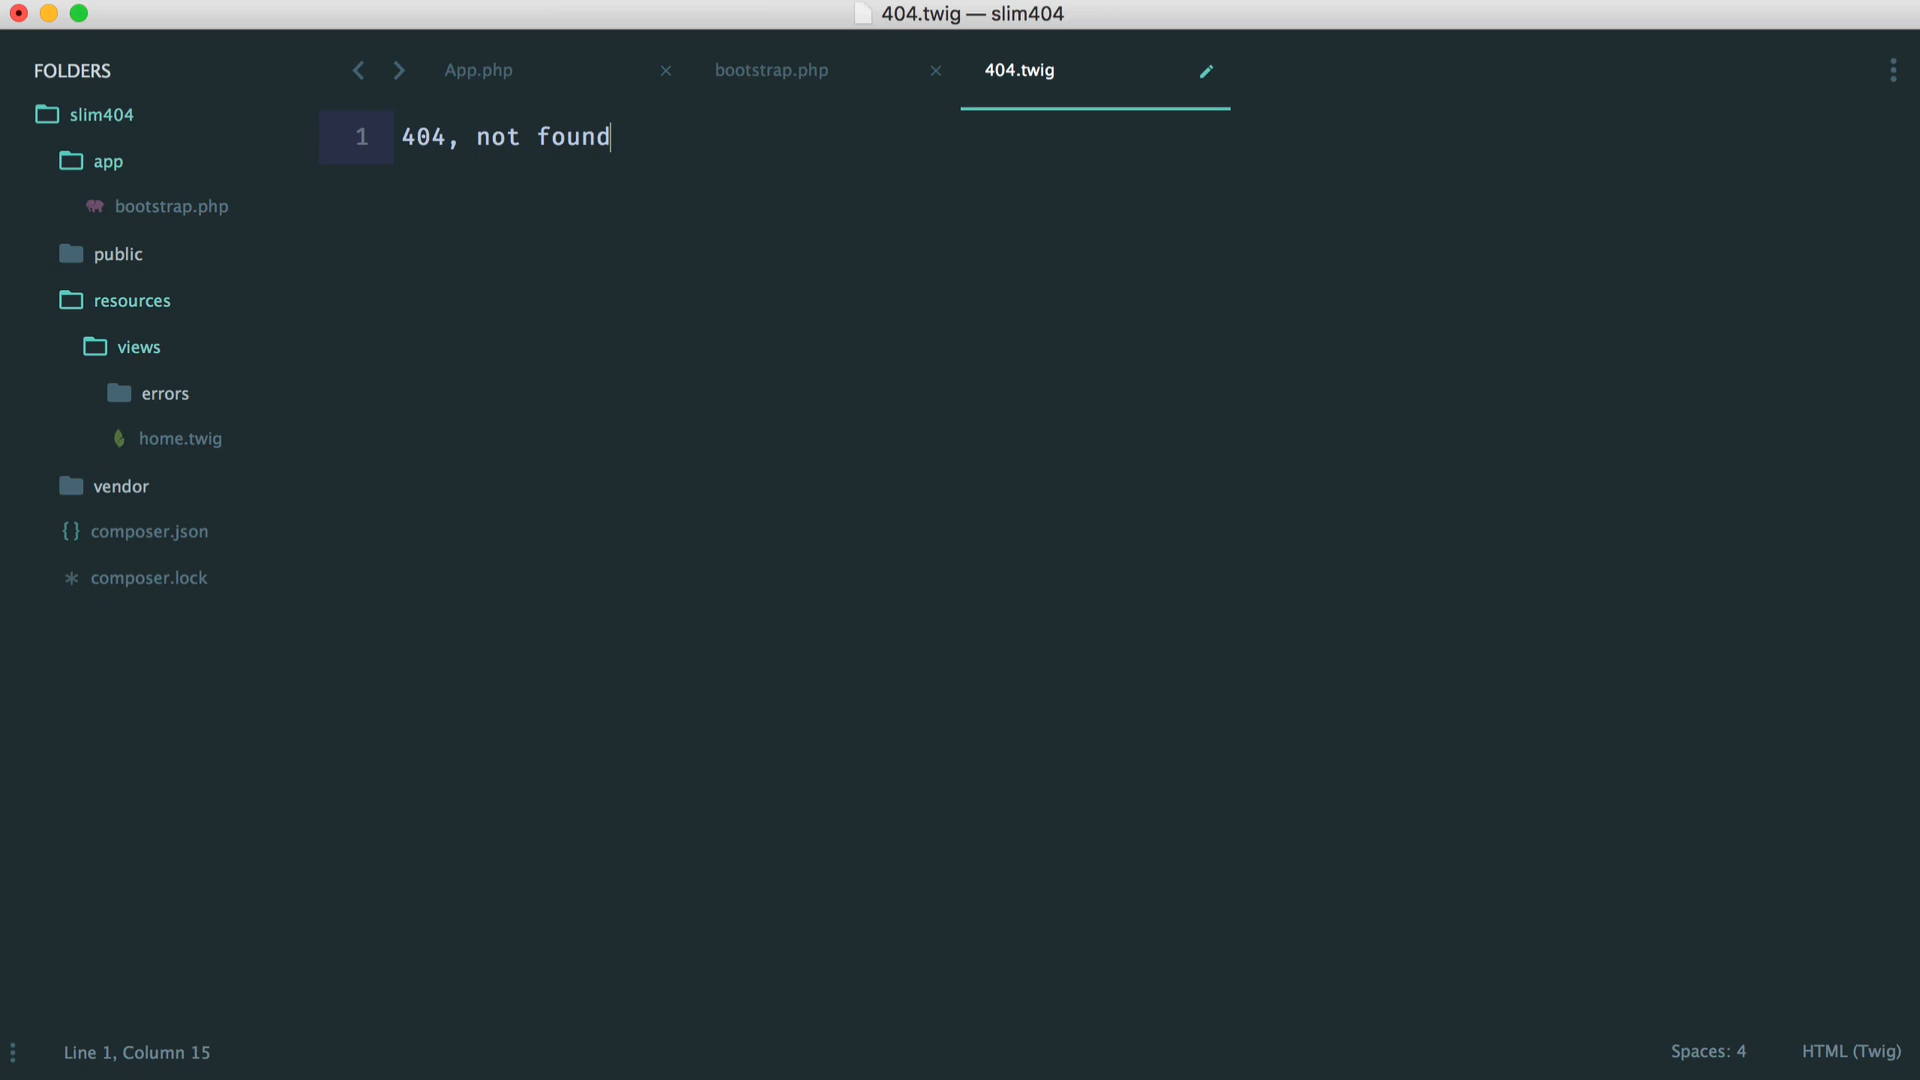 404.twig — slim404
FOLDERS
slim404
app
bootstrap.php
public
resources
views
errors
home.twig
vendor
{} composer.json
* composer.lock
App.php × bootstrap.php × 404.twig
1 404, not found
Line 1, Column 15
Spaces: 4 HTML (Twig)